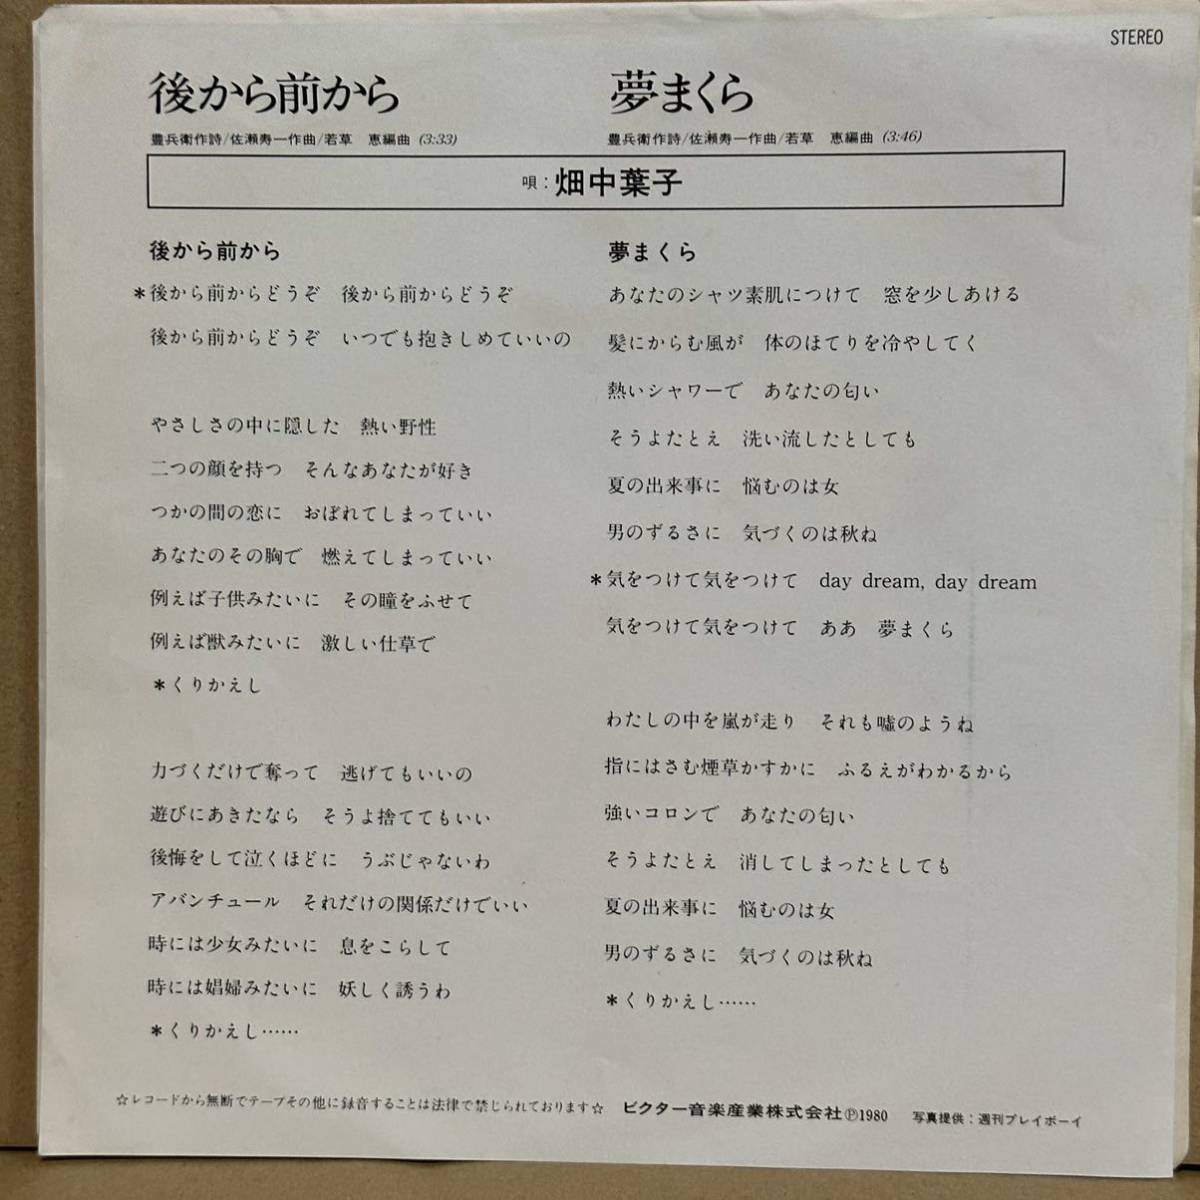 STEREO
後から前から
豊兵衛作詩/佐瀬寿一作曲/若草　恵編曲 (3:33)
夢まくら
豊兵衛作詩/佐瀬寿一作曲/若草　恵編曲 (3:46)
唄：畑中葉子
後から前から
＊後から前からどうぞ　後から前からどうぞ
後から前からどうぞ　いつでも抱きしめていいの
やさしさの中に隠した　熱い野性
二つの顔を持つ　そんなあなたが好き
つかの間の恋に　おぼれてしまっていい
あなたのその胸で　燃えてしまっていい
例えば子供みたいに　その瞳をふせて
例えば獣みたいに　激しい仕草で
＊くりかえし
力づくだけで奪って　逃げてもいいの
遊びにあきたなら　そうよ捨ててもいい
後悔をして泣くほどに　うぶじゃないわ
アバンチュール　それだけの関係だけでいい
時には少女みたいに　息をこらして
時には娼婦みたいに　妖しく誘うわ
＊くりかえし……
夢まくら
あなたのシャツ素肌につけて　窓を少しあける
髪にからむ風が　体のほてりを冷やしてく
熱いシャワーで　あなたの匂い
そうよたとえ　洗い流したとしても
夏の出来事に　悩むのは女
男のずるさに　気づくのは秋ね
＊気をつけて気をつけて　day dream, day dream
気をつけて気をつけて　ああ　夢まくら
わたしの中を嵐が走り　それも嘘のようね
指にはさむ煙草かすかに　ふるえがわかるから
強いコロンで　あなたの匂い
そうよたとえ　消してしまったとしても
夏の出来事に　悩むのは女
男のずるさに　気づくのは秋ね
＊くりかえし……
☆レコードから無断でテープその他に録音することは法律で禁じられております☆　ビクター音楽産業株式会社Ⓟ1980　写真提供：週刊プレイボーイ